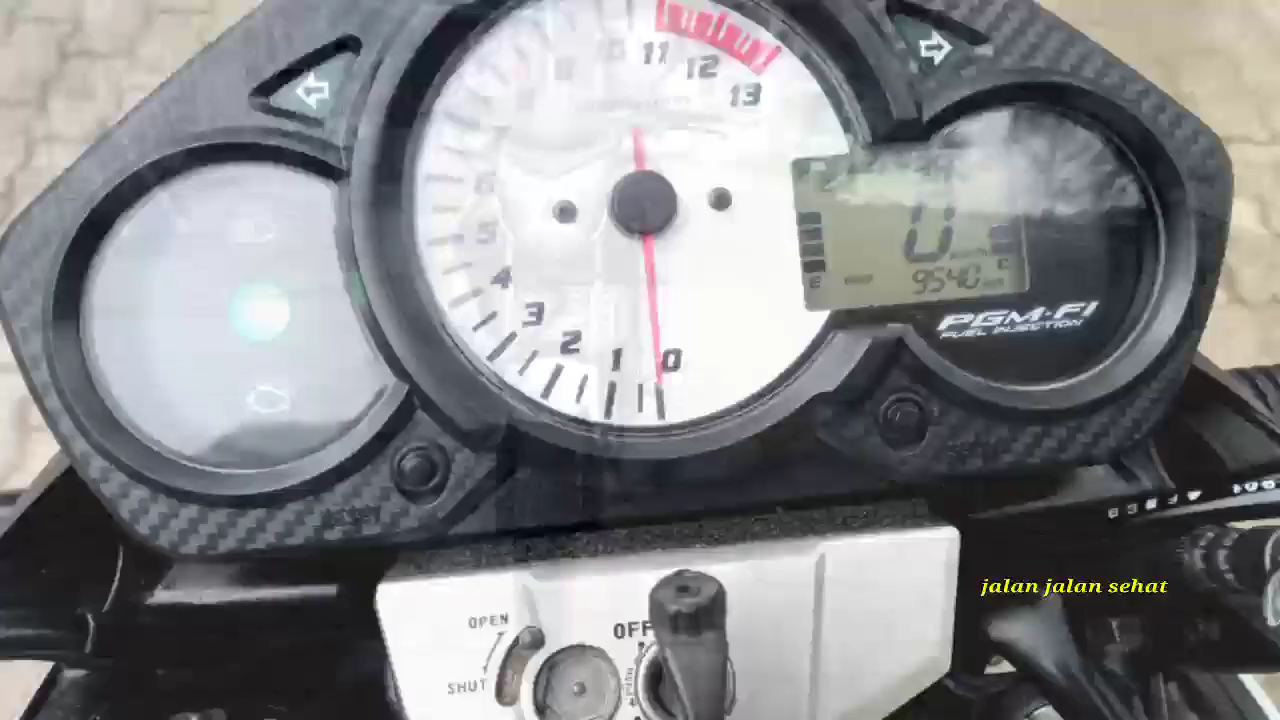 11
12
13
6
5
4
3
2
1
0
0
E
9540
PGM-FI
FUEL INJECTION
jalan jalan sehat
OPEN
SHUT
OFF
PUSH